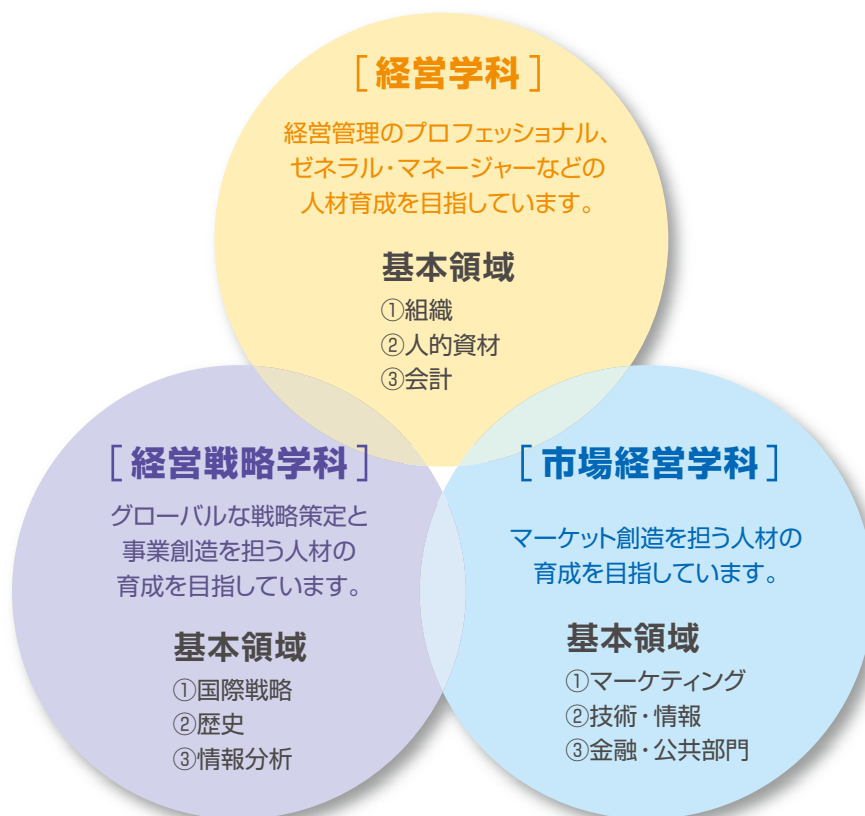 [経営学科]
経営管理のプロフェッショナル、
ゼネラル・マネージャーなどの
人材育成を目指しています。
基本領域
①組織
②人的資材
③会計
[経営戦略学科]
グローバルな戦略策定と
事業創造を担う人材の
育成を目指しています。
基本領域
①国際戦略
②歴史
③情報分析
[市場経営学科]
マーケット創造を担う人材の
育成を目指しています。
基本領域
①マーケティング
②技術・情報
③金融・公共部門